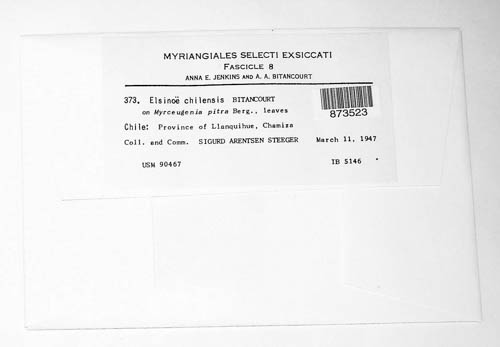 MYRIANGIALES SELECTI EXSICCATI
FASCICLE 8
ANNA E. JENKINS AND A. A. BITANCOURT
373. Elsinoë chilensis BITANCOURT
on Myrceugenia pitra Berg., leaves
873523
Chile: Province of Llanquihue, Chamiza
Coll. and Comm. SIGURD ARENTSEN STEEGER March 11, 1947
USM 90467 IB 5146